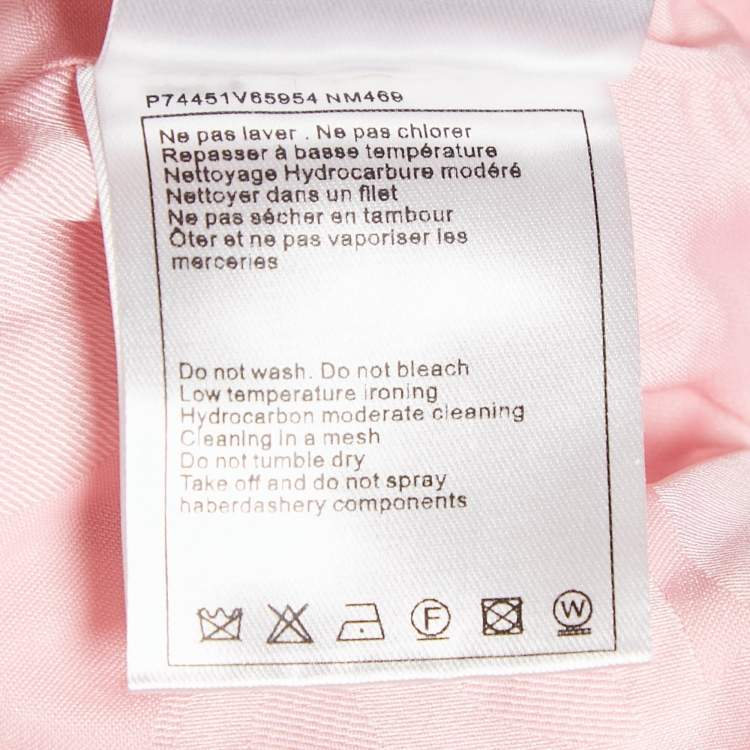 P74451V65954 NM469
Ne pas laver . Ne pas chlorer
Repasser à basse température
Nettoyage Hydrocarbure modéré
Nettoyer dans un filet
Ne pas sécher en tambour
Ôter et ne pas vaporiser les
merceries
Do not wash. Do not bleach
Low temperature ironing
Hydrocarbon moderate cleaning
Cleaning in a mesh
Do not tumble dry
Take off and do not spray
haberdashery components
F W